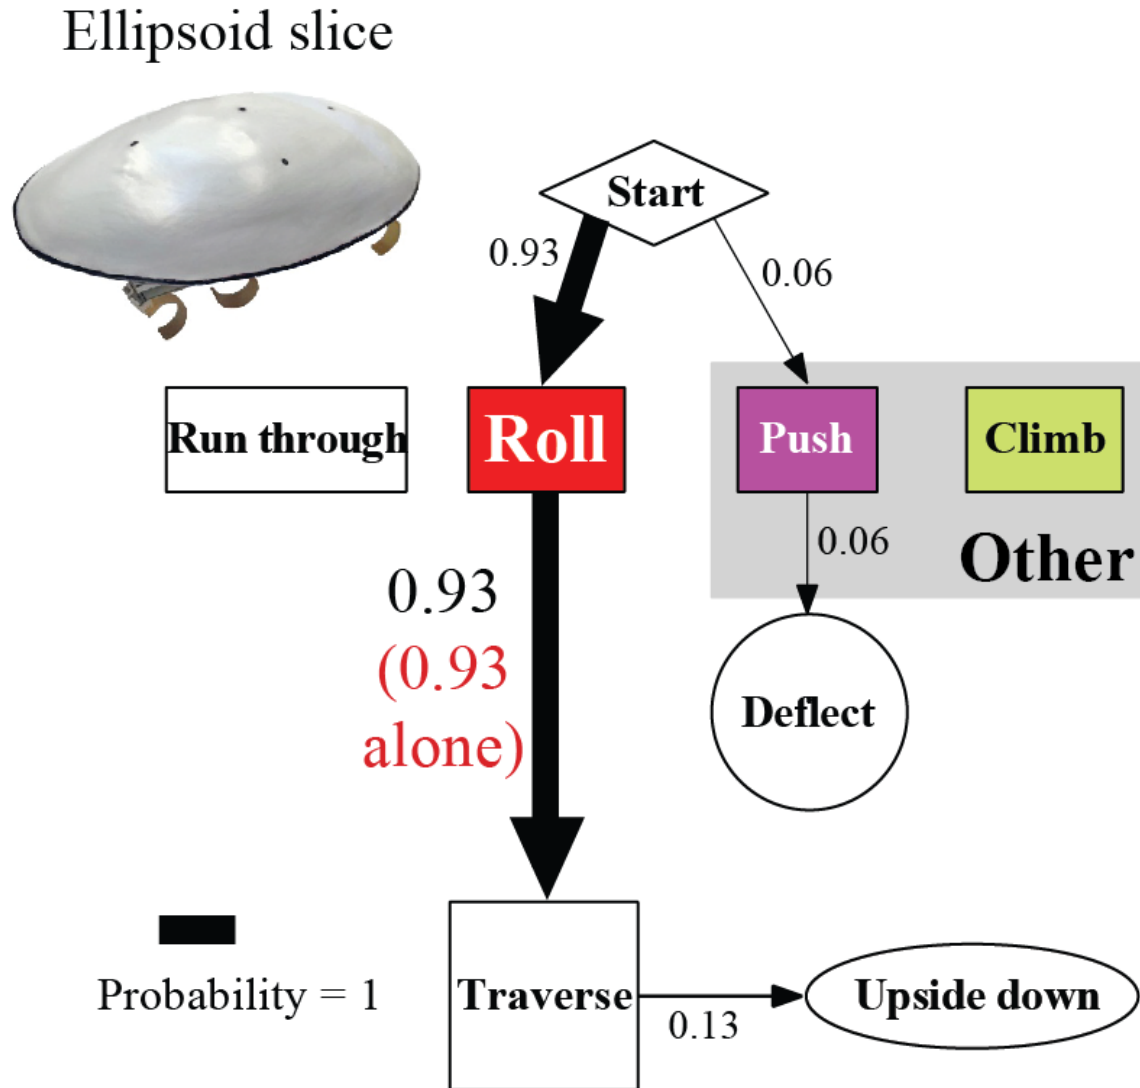 Ellipsoid slice
Start
0.93
0.06
Run through
Roll
Push
Climb
0.06
Other
0.93
(0.93
alone)
Deflect
Probability = 1
Traverse
0.13
Upside down